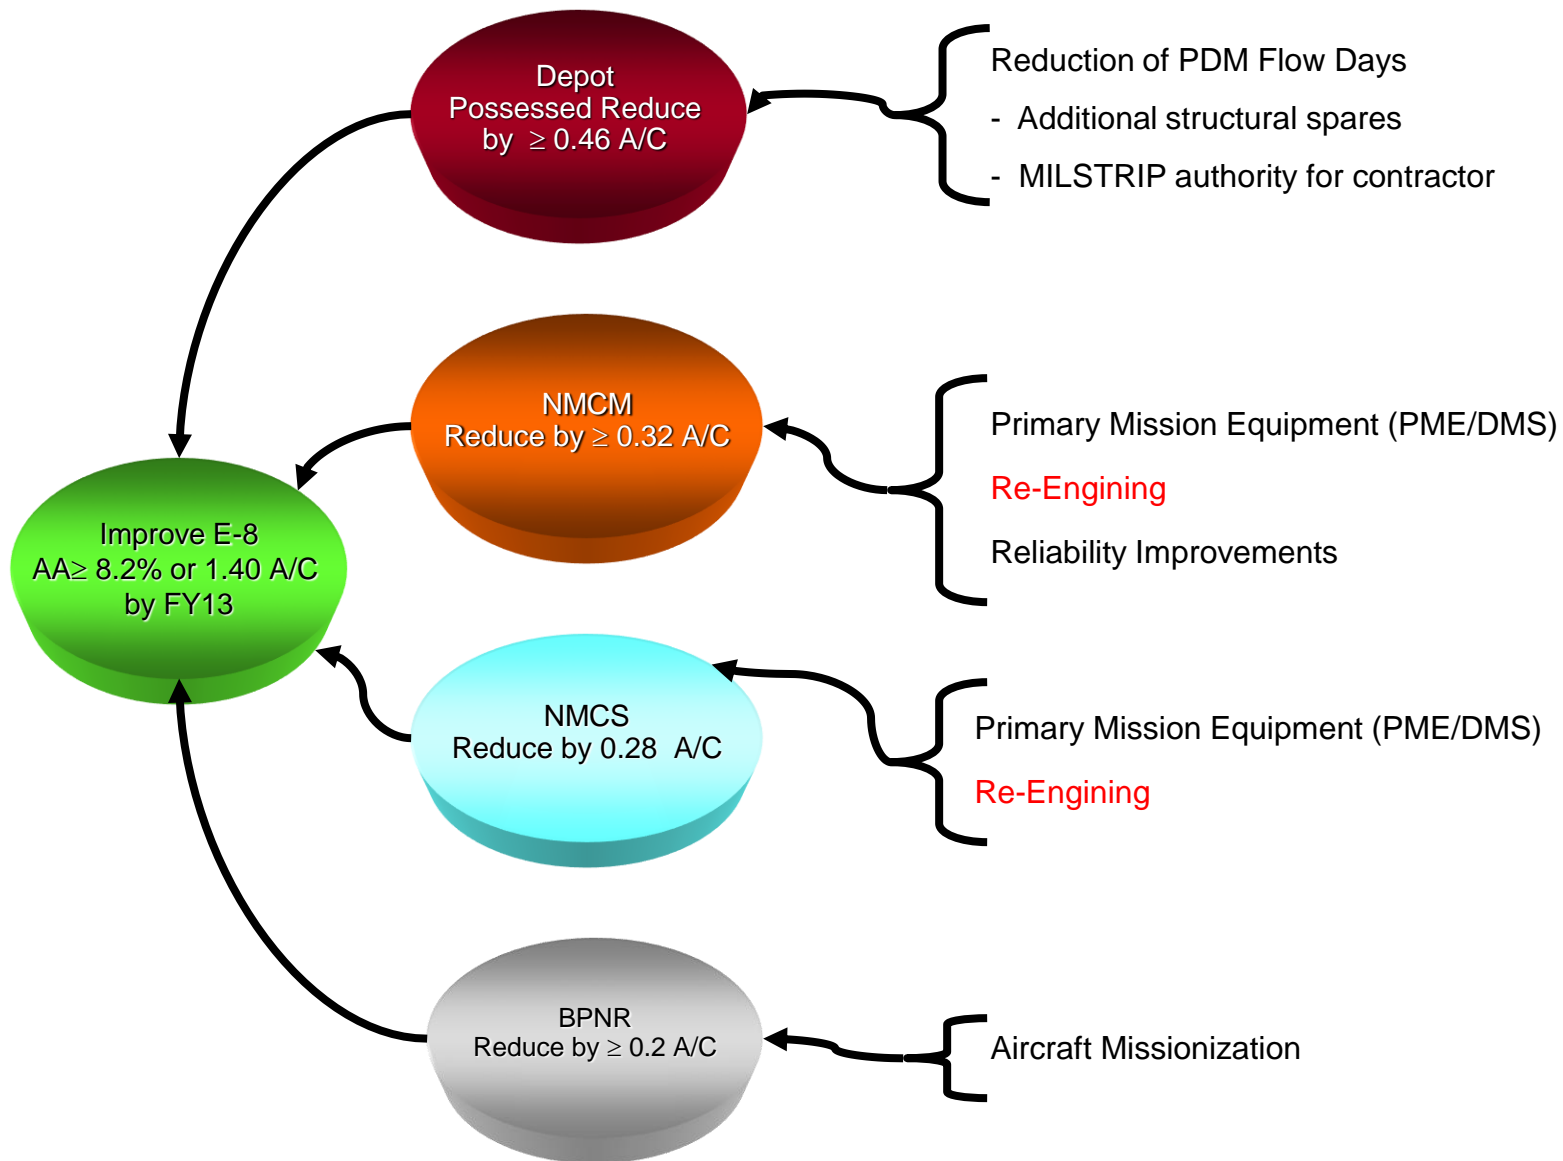 Depot
Possessed Reduce
by ≥ 0.46 A/C
Reduction of PDM Flow Days
- Additional structural spares
- MILSTRIP authority for contractor
NMCM
Reduce by ≥ 0.32 A/C
Primary Mission Equipment (PME/DMS)
Re-Engining
Reliability Improvements
Improve E-8
AA≥ 8.2% or 1.40 A/C
by FY13
NMCS
Reduce by 0.28 A/C
Primary Mission Equipment (PME/DMS)
Re-Engining
BPNR
Reduce by ≥ 0.2 A/C
Aircraft Missionization